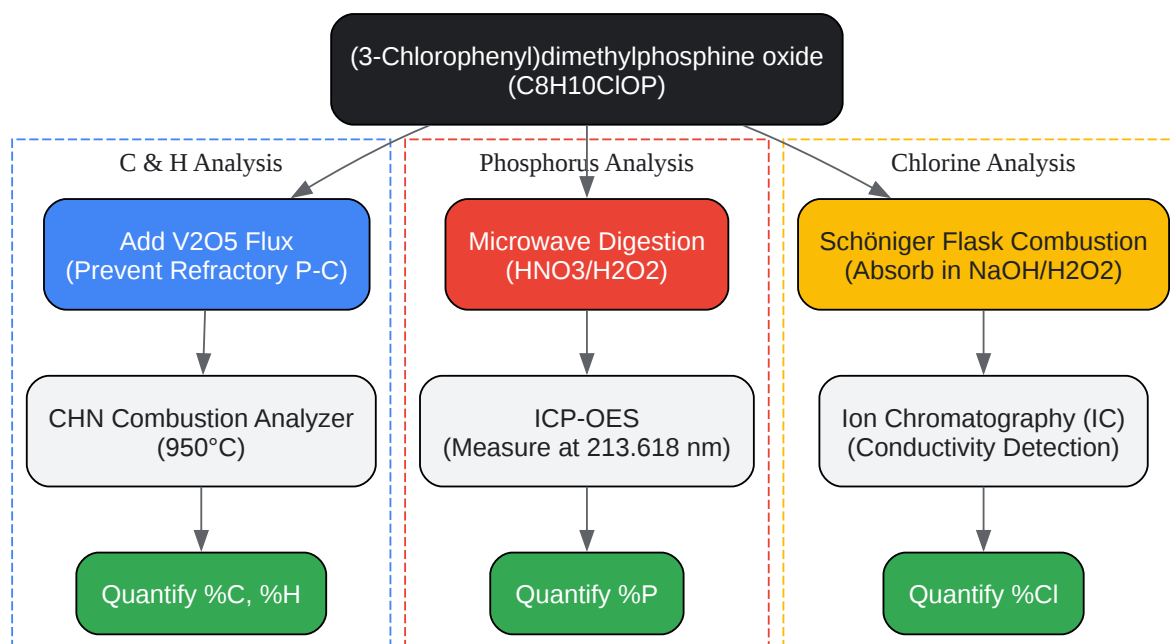 (3-Chlorophenyl)dimethylphosphine oxide
(C8H10ClOP)
C & H Analysis
Phosphorus Analysis
Chlorine Analysis
Add V2O5 Flux
(Prevent Refractory P-C)
Microwave Digestion
(HNO3/H2O2)
Schöniger Flask Combustion
(Absorb in NaOH/H2O2)
CHN Combustion Analyzer
(950°C)
ICP-OES
(Measure at 213.618 nm)
Ion Chromatography (IC)
(Conductivity Detection)
Quantify %C, %H
Quantify %P
Quantify %Cl